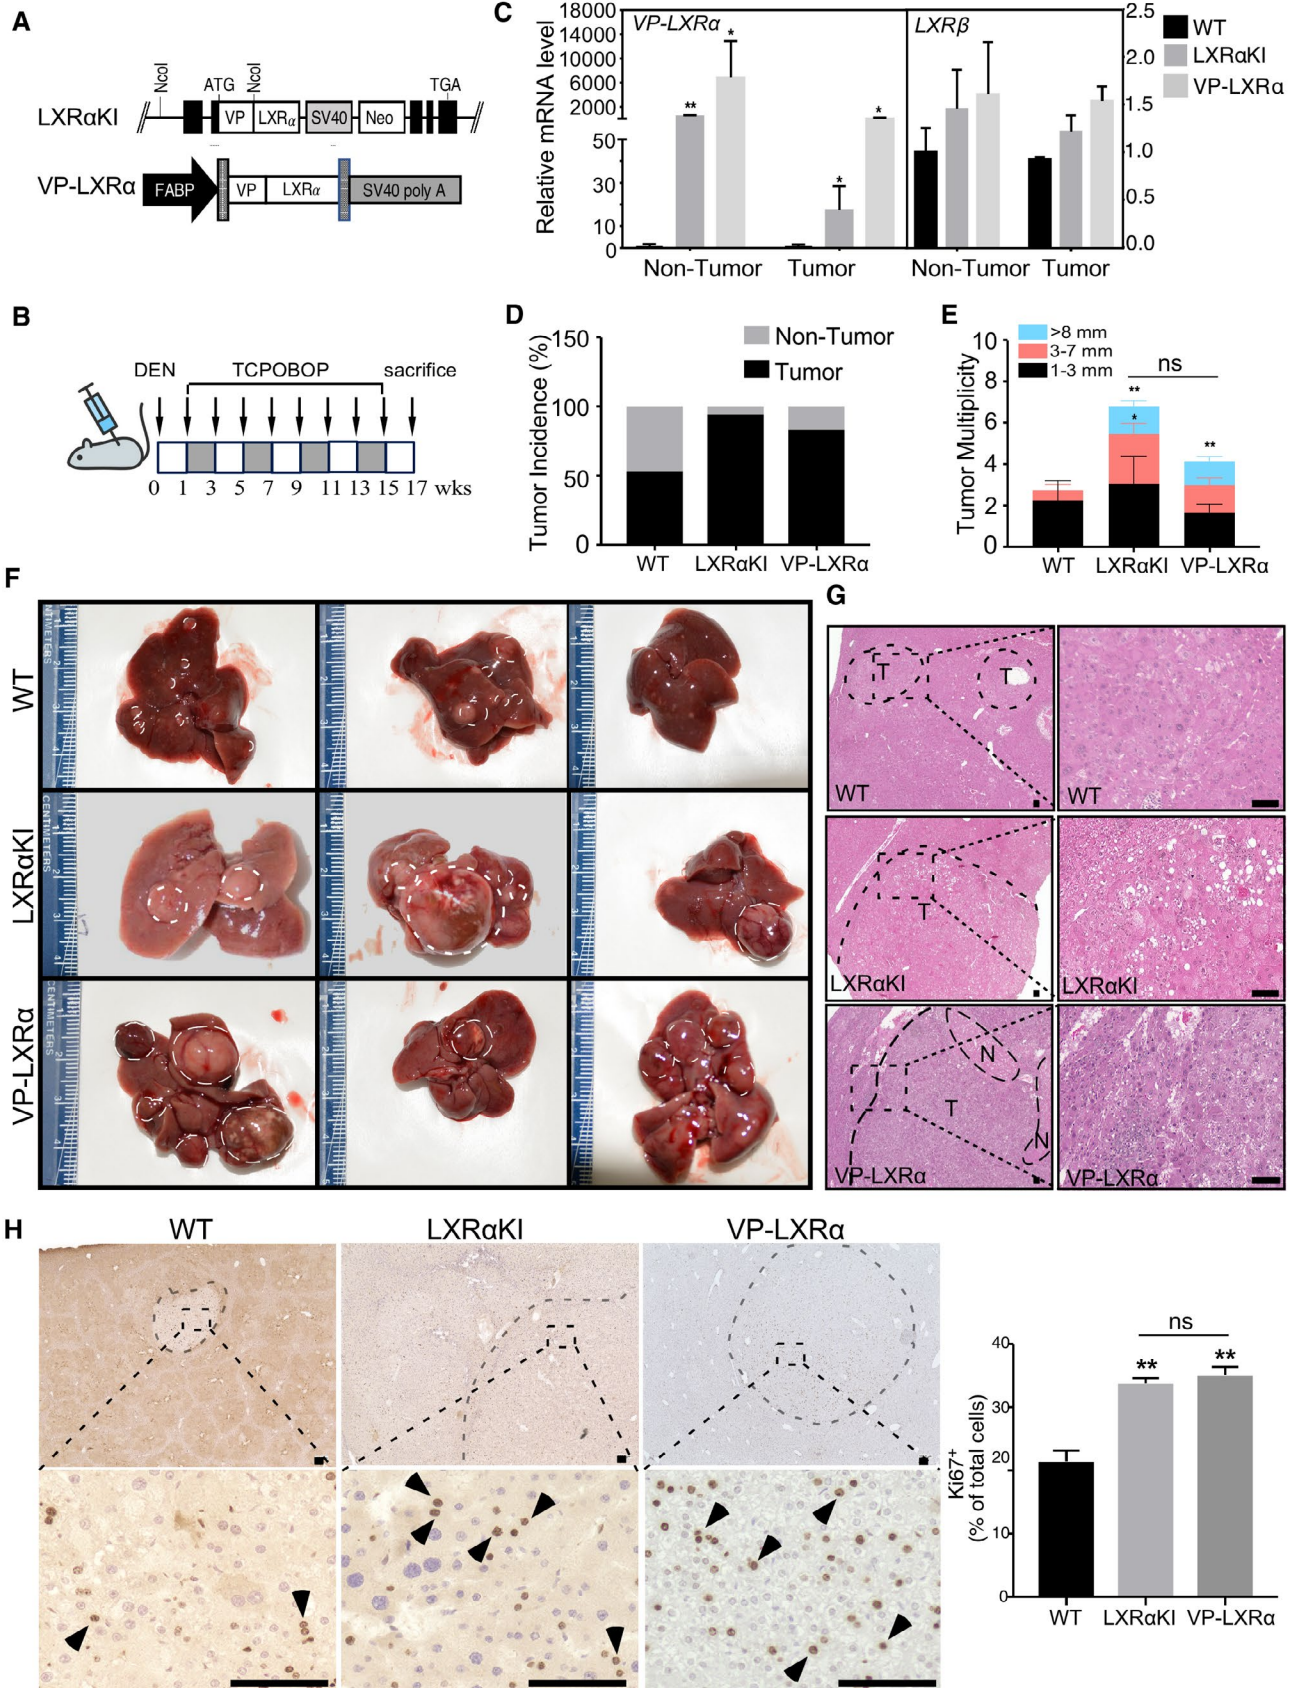 A
NcoI
ATG
NcoI
TGA
LXRαKI
VP
LXRα
SV40
Neo
VP-LXRα
FABP
VP
LXRα
SV40 poly A
B
DEN
TCPOBOP
sacrifice
0 1 3 5 7 9 11 13 15 17 wks
C
Relative mRNA level
18000
14000
10000
6000
2000
50
30
10
0
VP-LXRα
**
*
*
*
Non-Tumor
Tumor
LXRβ
Non-Tumor
Tumor
2.5
2.0
1.5
1.0
0.5
0.0
WT
LXRαKI
VP-LXRα
D
Tumor Incidence (%)
150
100
50
0
Non-Tumor
Tumor
WT
LXRαKI
VP-LXRα
E
Tumor Multiplicity
10
8
6
4
2
0
>8 mm
3-7 mm
1-3 mm
ns
**
*
**
WT
LXRαKI
VP-LXRα
F
WT
LXRαKI
VP-LXRα
CENTIMETERS
CENTIMETERS
G
T
T
WT
WT
T
LXRαKI
LXRαKI
N
T
N
VP-LXRα
VP-LXRα
H
WT
LXRαKI
VP-LXRα
Ki67+
(% of total cells)
40
30
20
10
0
ns
**
**
WT
LXRαKI
VP-LXRα